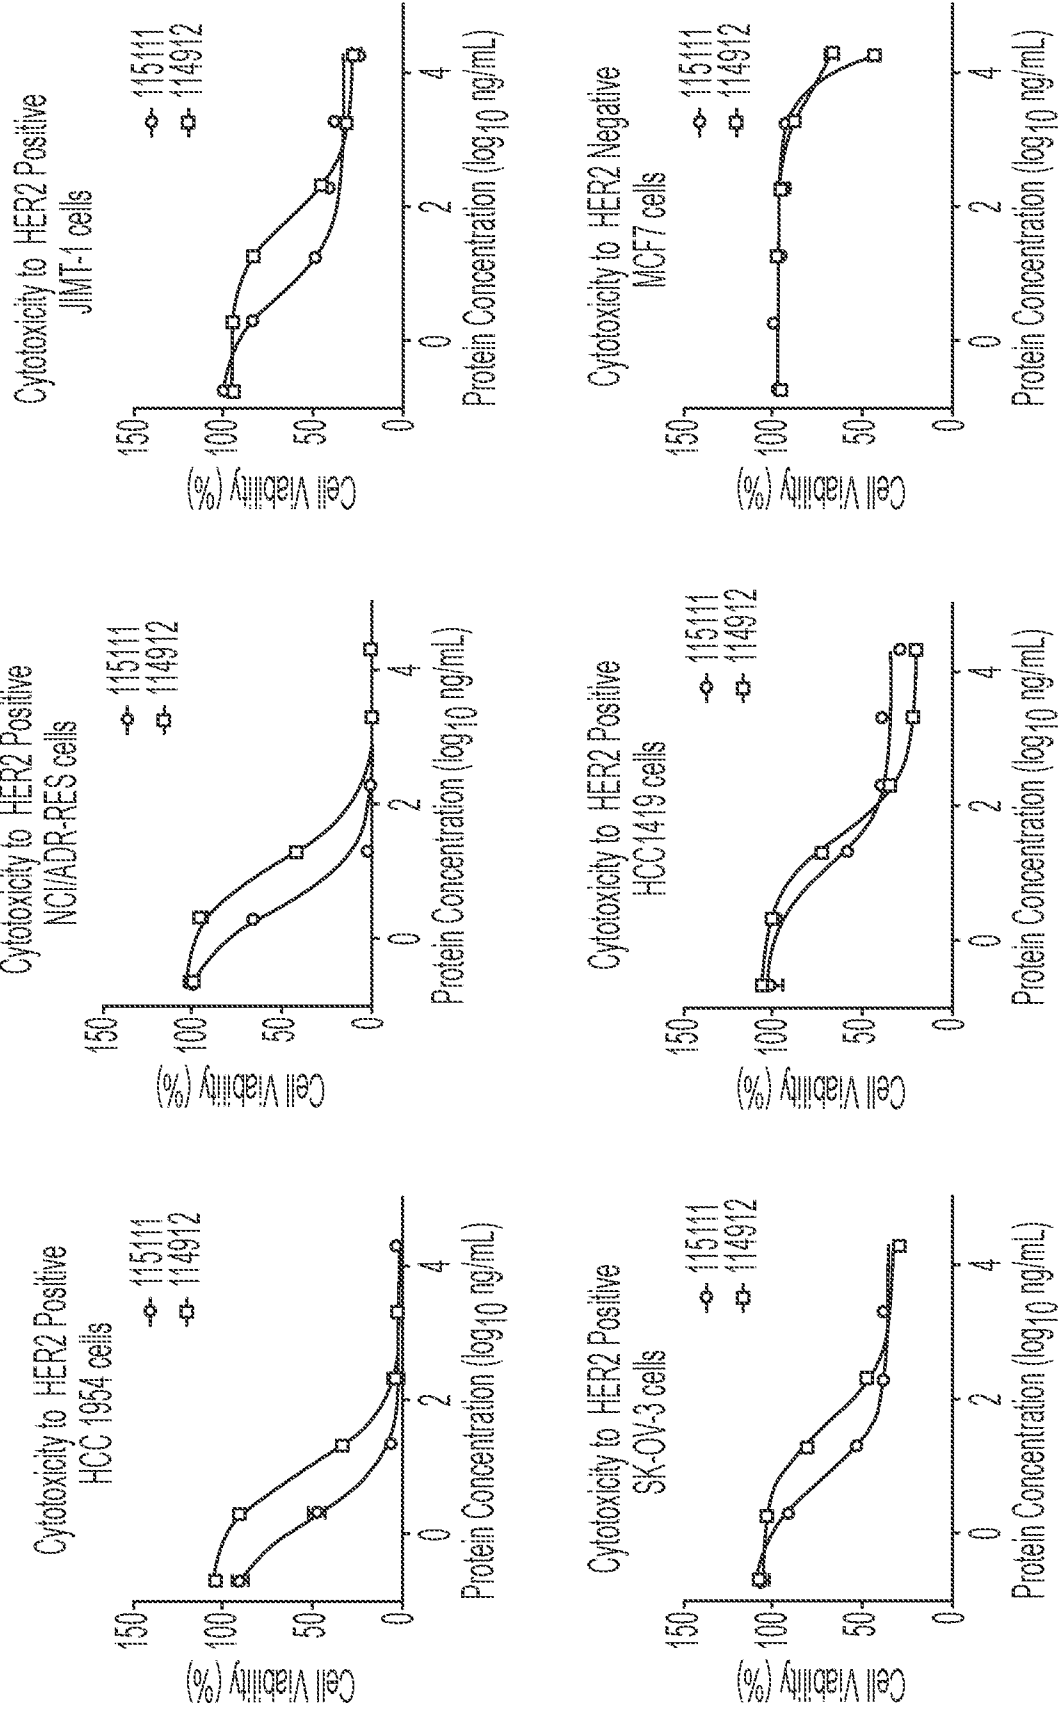 Cytotoxicity to HER2 Positive
HCC 1954 cells
115111
114912
150
100
50
0
Cell Viability (%)
0 2 4
Protein Concentration (log10 ng/mL)
Cytotoxicity to HER2 Positive
NCI/ADR-RES cells
115111
114912
150
100
50
0
Cell Viability (%)
0 2 4
Protein Concentration (log10 ng/mL)
Cytotoxicity to HER2 Positive
JIMT-1 cells
115111
114912
150
100
50
0
Cell Viability (%)
0 2 4
Protein Concentration (log10 ng/mL)
Cytotoxicity to HER2 Positive
SK-OV-3 cells
115111
114912
150
100
50
0
Cell Viability (%)
0 2 4
Protein Concentration (log10 ng/mL)
Cytotoxicity to HER2 Positive
HCC1419 cells
115111
114912
150
100
50
0
Cell Viability (%)
0 2 4
Protein Concentration (log10 ng/mL)
Cytotoxicity to HER2 Negative
MCF7 cells
115111
114912
150
100
50
0
Cell Viability (%)
0 2 4
Protein Concentration (log10 ng/mL)